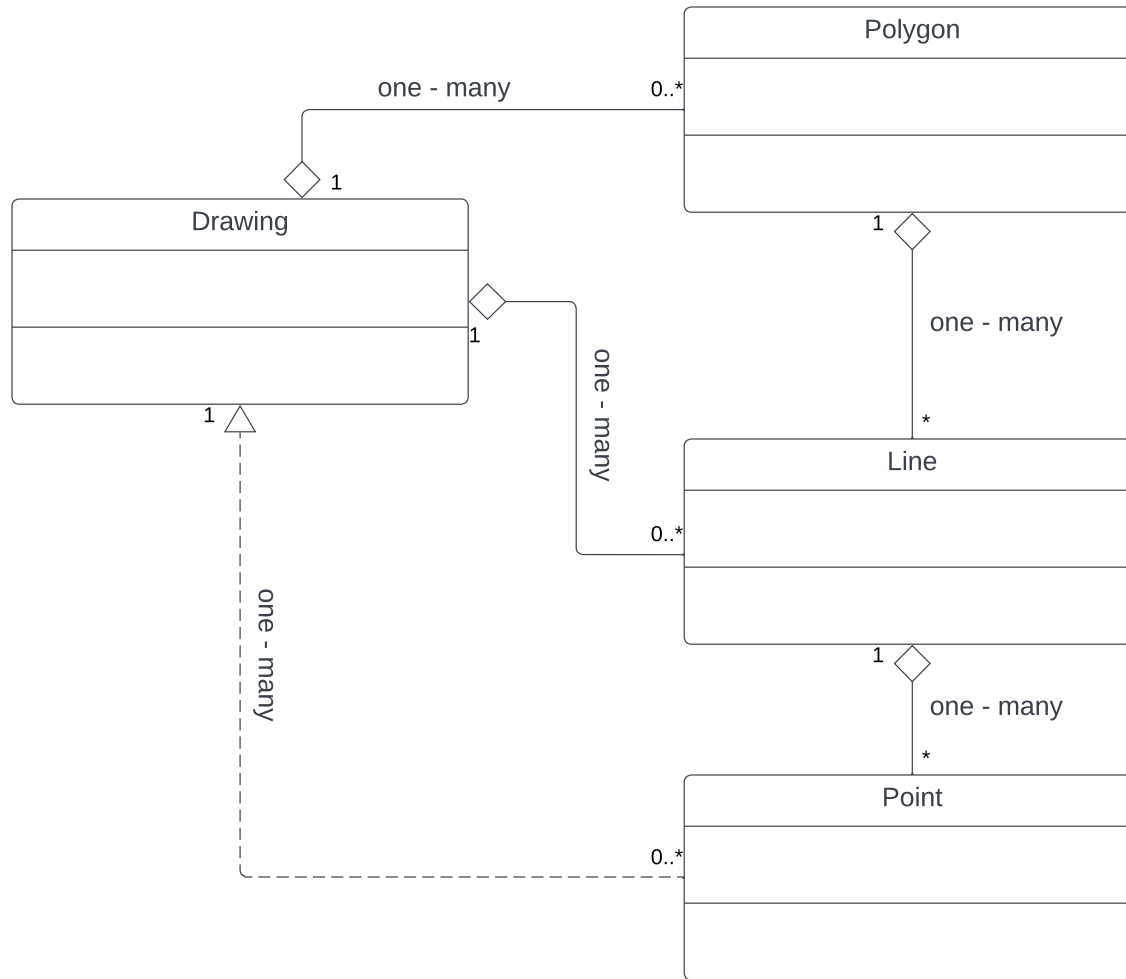 Polygon
one - many
0..*
1
Drawing
1
one - many
1
one - many
1
*
Line
0..*
one - many
1
one - many
*
Point
0..*